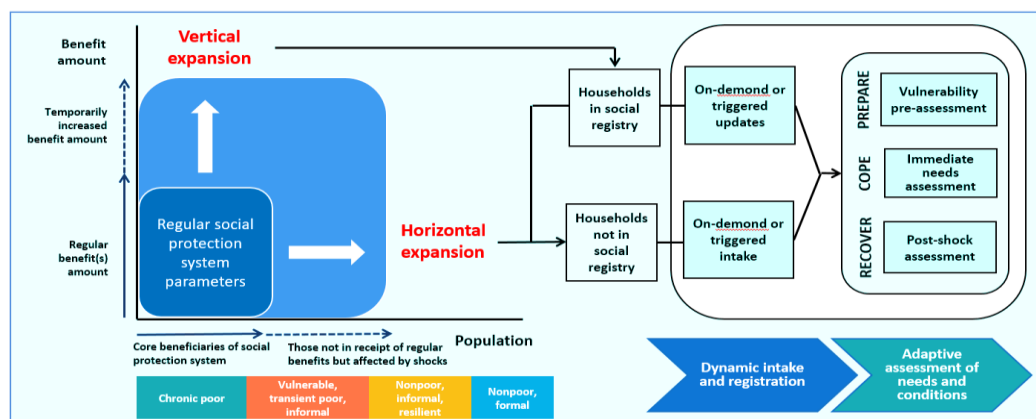 Benefit
amount
Temporarily
increased
benefit amount
Regular
benefit(s)
amount
Vertical
expansion
Regular social
protection
system
parameters
Horizontal
expansion
Core beneficiaries of social
protection system
Those not in receipt of regular
benefits but affected by shocks
Population
Chronic poor
Vulnerable,
transient poor,
informal
Nonpoor,
informal,
resilient
Nonpoor,
formal
Households
in social
registry
Households
not in
social
registry
On-demond or
triggered
updates
On-demond or
triggered
intake
PREPARE
Vulnerability
pre-assessment
COPE
Immediate
needs
assessment
RECOVER
Post-shock
assessment
Dynamic intake
and registration
Adaptive
assessment of
needs and
conditions